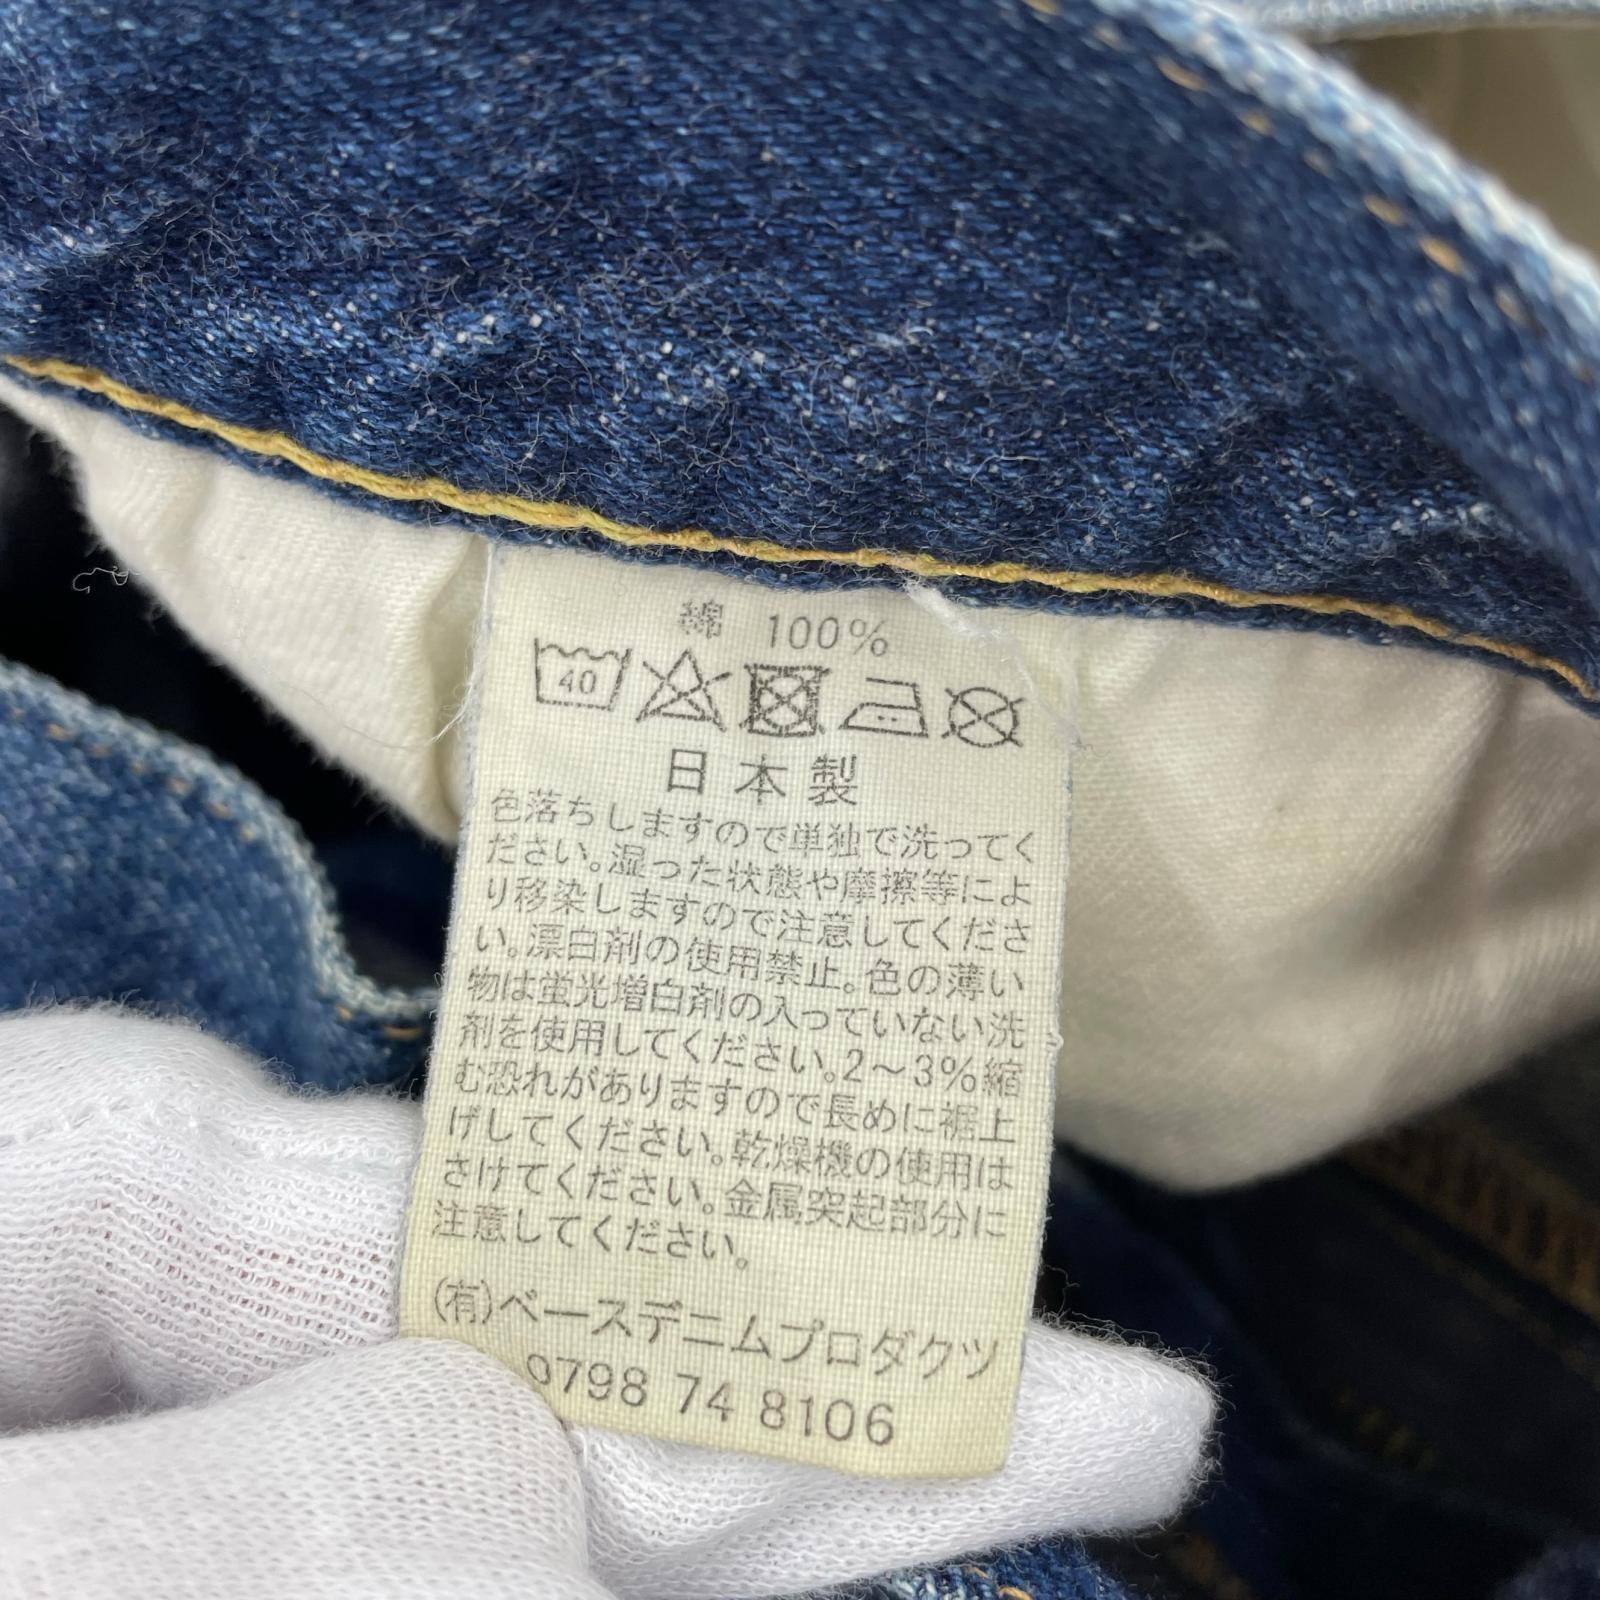 綿 100%
40
日本製
色落ちしますので単独で洗ってく
ださい。湿った状態や摩擦等によ
り移染しますので注意してくださ
い。漂白剤の使用禁止。色の薄い
物は蛍光増白剤の入っていない洗
剤を使用してください。2～3%縮
む恐れがありますので長めに裾上
げしてください。乾燥機の使用は
さけてください。金属突起部分に
注意してください。
(有)ベースデニムプロダクツ
0798 74 8106